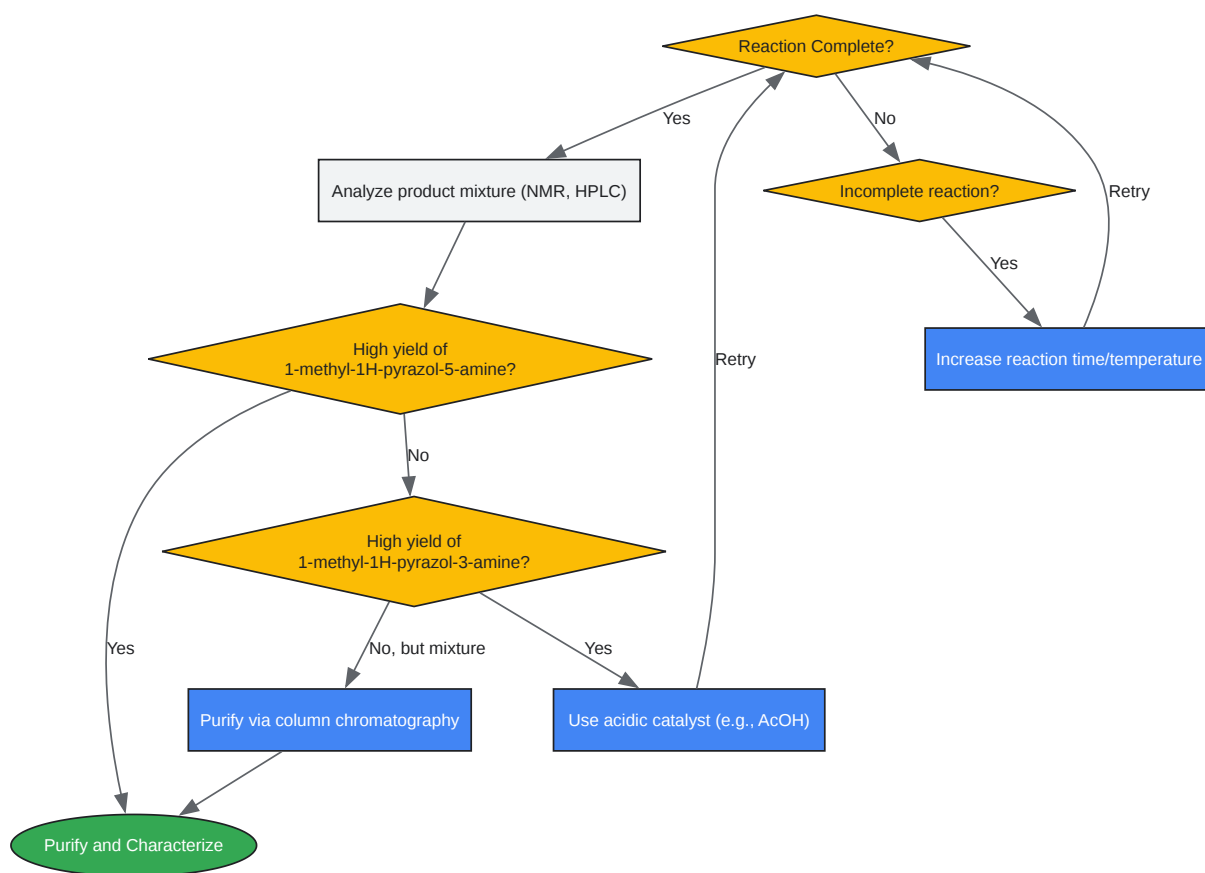 Reaction Complete?
Yes
No
Analyze product mixture (NMR, HPLC)
Incomplete reaction?
Retry
Yes
High yield of
1-methyl-1H-pyrazol-5-amine?
Retry
Increase reaction time/temperature
No
High yield of
1-methyl-1H-pyrazol-3-amine?
Yes
No, but mixture
Yes
Purify via column chromatography
Use acidic catalyst (e.g., AcOH)
Purify and Characterize